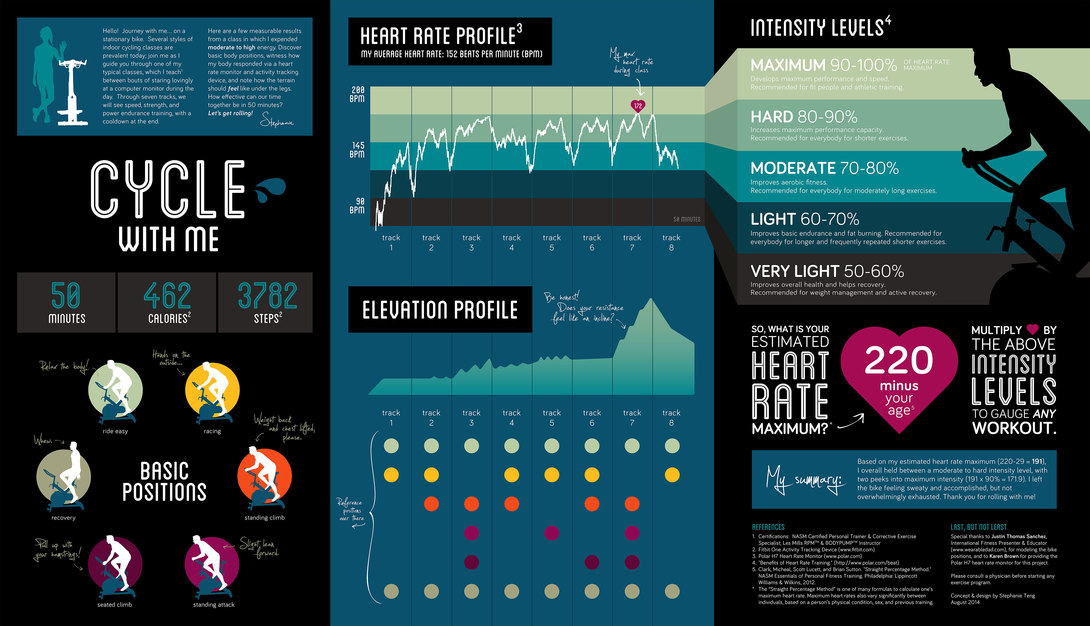 Hello! Journey with me... on a
stationary bike. Several styles of
indoor cycling classes are
prevalent today; join me as I
guide you through one of my
typical classes, which I teach¹
between bouts of staring lovingly
at a computer monitor during the
day. Through seven tracks, we
will see speed, strength, and
power endurance training, with a
cooldown at the end.
Here are a few measurable results
from a class in which I expended
moderate to high energy. Discover
basic body positions, witness how
my body responded via a heart
rate monitor and activity tracking
device, and note how the terrain
should feel like under the legs.
How effective can our time
together be in 50 minutes?
Let's get rolling!
Stephanie
CYCLE
WITH ME
50
MINUTES
462
CALORIES²
3782
STEPS²
Relax the body!
ride easy
Hands on the
outside...
racing
Whew.
recovery
BASIC
POSITIONS
Weight back
and chest lifted,
please.
standing climb
Pull up with
your hamstrings!
seated climb
Slight lean
forward.
standing attack
HEART RATE PROFILE³
MY AVERAGE HEART RATE: 152 BEATS PER MINUTE (BPM)
My max
heart rate
during class
200
BPM
172
145
BPM
90
BPM
50 MINUTES
track
1
track
2
track
3
track
4
track
5
track
6
track
7
track
8
ELEVATION PROFILE
Be honest!
Does your resistance
feel like an incline?
track
1
track
2
track
3
track
4
track
5
track
6
track
7
track
8
Reference
positions
over there
INTENSITY LEVELS⁴
MAXIMUM 90-100% OF HEART RATE
MAXIMUM
Develops maximum performance and speed.
Recommended for fit people and athletic training.
HARD 80-90%
Increases maximum performance capacity.
Recommended for everybody for shorter exercises.
MODERATE 70-80%
Improves aerobic fitness.
Recommended for everybody for moderately long exercises.
LIGHT 60-70%
Improves basic endurance and fat burning. Recommended for
everybody for longer and frequently repeated shorter exercises.
VERY LIGHT 50-60%
Improves overall health and helps recovery.
Recommended for weight management and active recovery.
SO, WHAT IS YOUR
ESTIMATED
HEART
RATE
MAXIMUM?*
220
minus
your
age⁵
MULTIPLY BY
THE ABOVE
INTENSITY
LEVELS
TO GAUGE ANY
WORKOUT.
My summary:
Based on my estimated heart rate maximum (220-29 = 191),
I overall held between a moderate to hard intensity level, with
two peeks into maximum intensity (191 x 90% = 171.9). I left
the bike feeling sweaty and accomplished, but not
overwhelmingly exhausted. Thank you for rolling with me!
REFERENCES
1. Certifications: NASM Certified Personal Trainer & Corrective Exercise
Specialist; Les Mills RPM™ & BODYPUMP™ Instructor
2. Fitbit One Activity Tracking Device (www.fitbit.com)
3. Polar H7 Heart Rate Monitor (www.polar.com)
4. "Benefits of Heart Rate Training." (http://www.polar.com/beat)
5. Clark, Micheal, Scott Lucett, and Brian Sutton. "Straight Percentage Method."
NASM Essentials of Personal Fitness Training. Philadelphia: Lippincott
Williams & Wilkins, 2012.
* The "Straight Percentage Method" is one of many formulas to calculate one's
maximum heart rate. Maximum heart rates also vary significantly between
individuals, based on a person's physical condition, sex, and previous training.
LAST, BUT NOT LEAST
Special thanks to Justin Thomas Sanchez,
International Fitness Presenter & Educator
(www.wearabledad.com), for modeling the bike
positions, and to Karen Brown for providing the
Polar H7 heart rate monitor for this project.
Please consult a physician before starting any
exercise program.
Concept & design by Stephanie Teng
August 2014